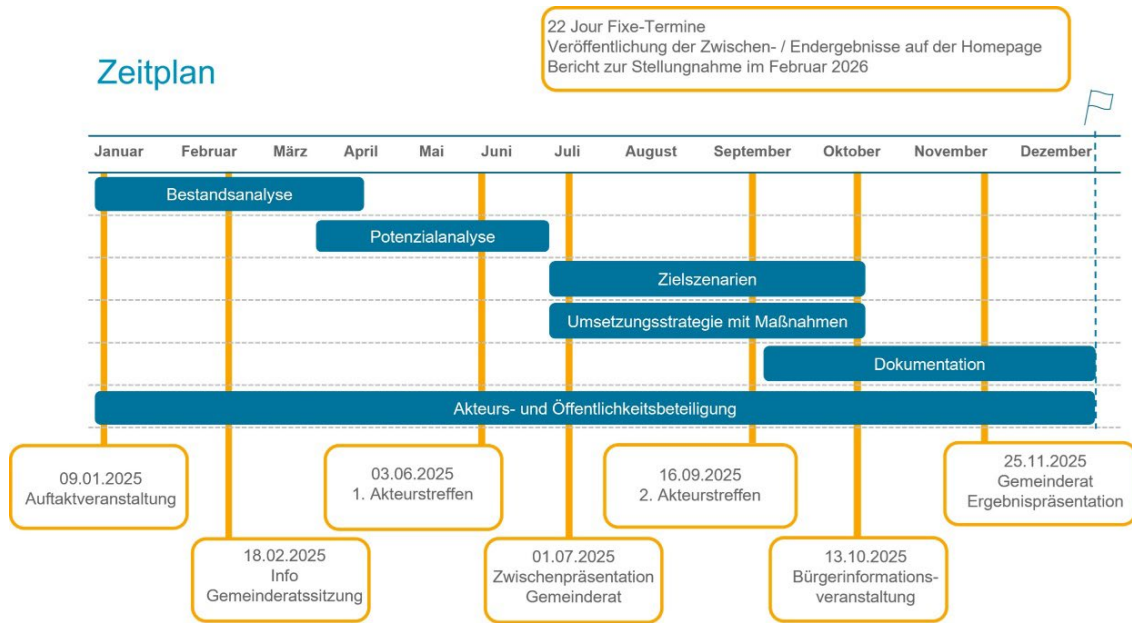 22 Jour Fixe-Termine
Veröffentlichung der Zwischen- / Endergebnisse auf der Homepage
Bericht zur Stellungnahme im Februar 2026
Zeitplan
Januar Februar März April Mai Juni Juli August September Oktober November Dezember
Bestandsanalyse
Potenzialanalyse
Zielszenarien
Umsetzungsstrategie mit Maßnahmen
Dokumentation
Akteurs- und Öffentlichkeitsbeteiligung
09.01.2025
Auftaktveranstaltung
18.02.2025
Info
Gemeinderatssitzung
03.06.2025
1. Akteurstreffen
01.07.2025
Zwischenpräsentation
Gemeinderat
16.09.2025
2. Akteurstreffen
13.10.2025
Bürgerinformations-
veranstaltung
25.11.2025
Gemeinderat
Ergebnispräsentation